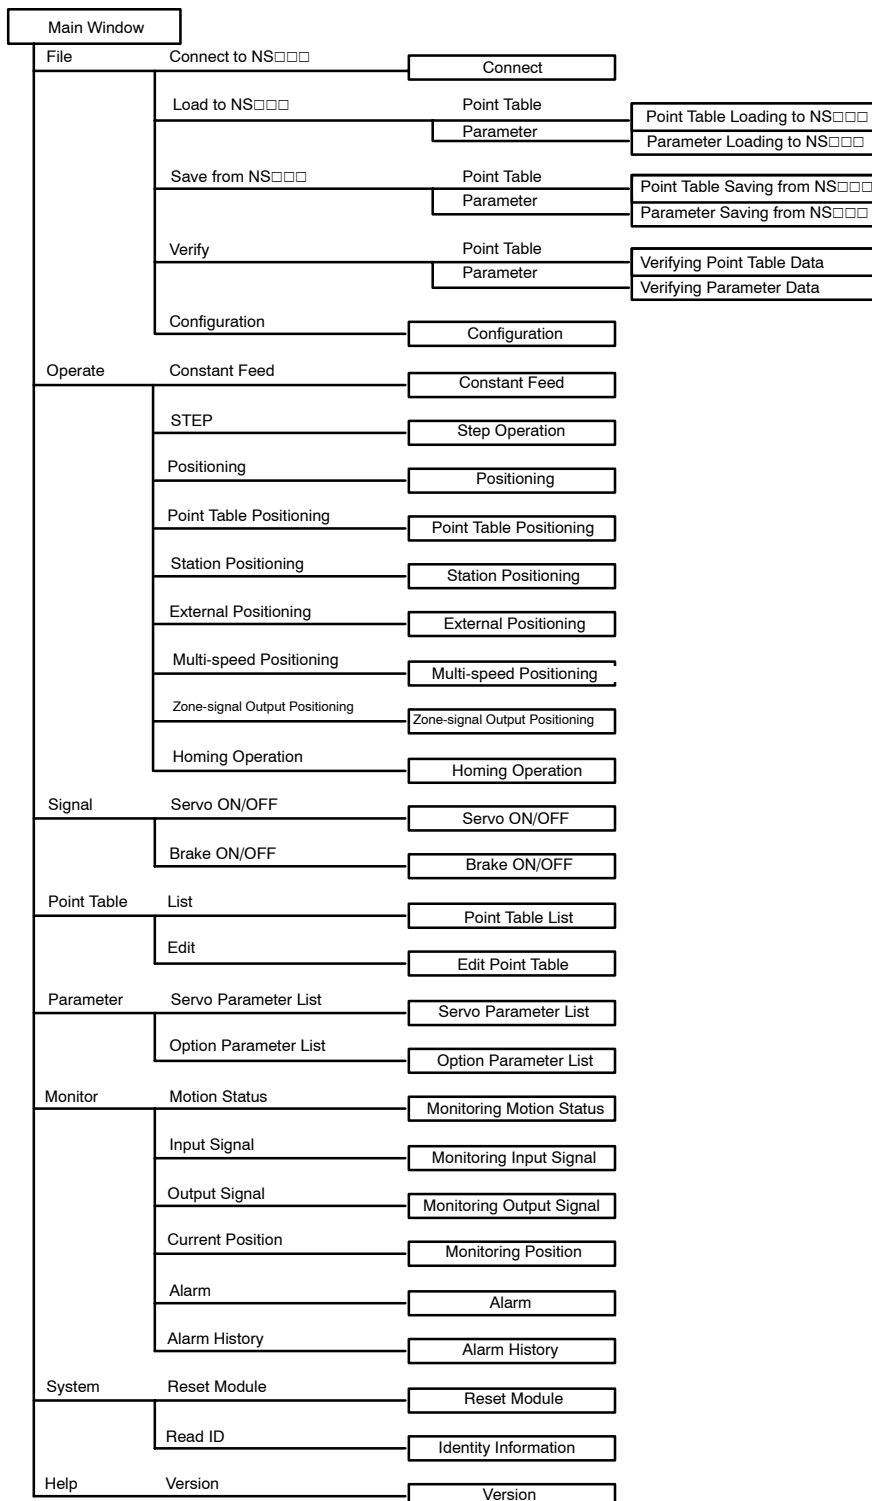 Main Window
File Connect to NS□□□ Connect
Load to NS□□□ Point Table Point Table Loading to NS□□□
Parameter Parameter Loading to NS□□□
Save from NS□□□ Point Table Point Table Saving from NS□□□
Parameter Parameter Saving from NS□□□
Verify Point Table Verifying Point Table Data
Parameter Verifying Parameter Data
Configuration Configuration
Operate Constant Feed Constant Feed
STEP Step Operation
Positioning Positioning
Point Table Positioning Point Table Positioning
Station Positioning Station Positioning
External Positioning External Positioning
Multi-speed Positioning Multi-speed Positioning
Zone-signal Output Positioning Zone-signal Output Positioning
Homing Operation Homing Operation
Signal Servo ON/OFF Servo ON/OFF
Brake ON/OFF Brake ON/OFF
Point Table List Point Table List
Edit Edit Point Table
Parameter Servo Parameter List Servo Parameter List
Option Parameter List Option Parameter List
Monitor Motion Status Monitoring Motion Status
Input Signal Monitoring Input Signal
Output Signal Monitoring Output Signal
Current Position Monitoring Position
Alarm Alarm
Alarm History Alarm History
System Reset Module Reset Module
Read ID Identity Information
Help Version Version